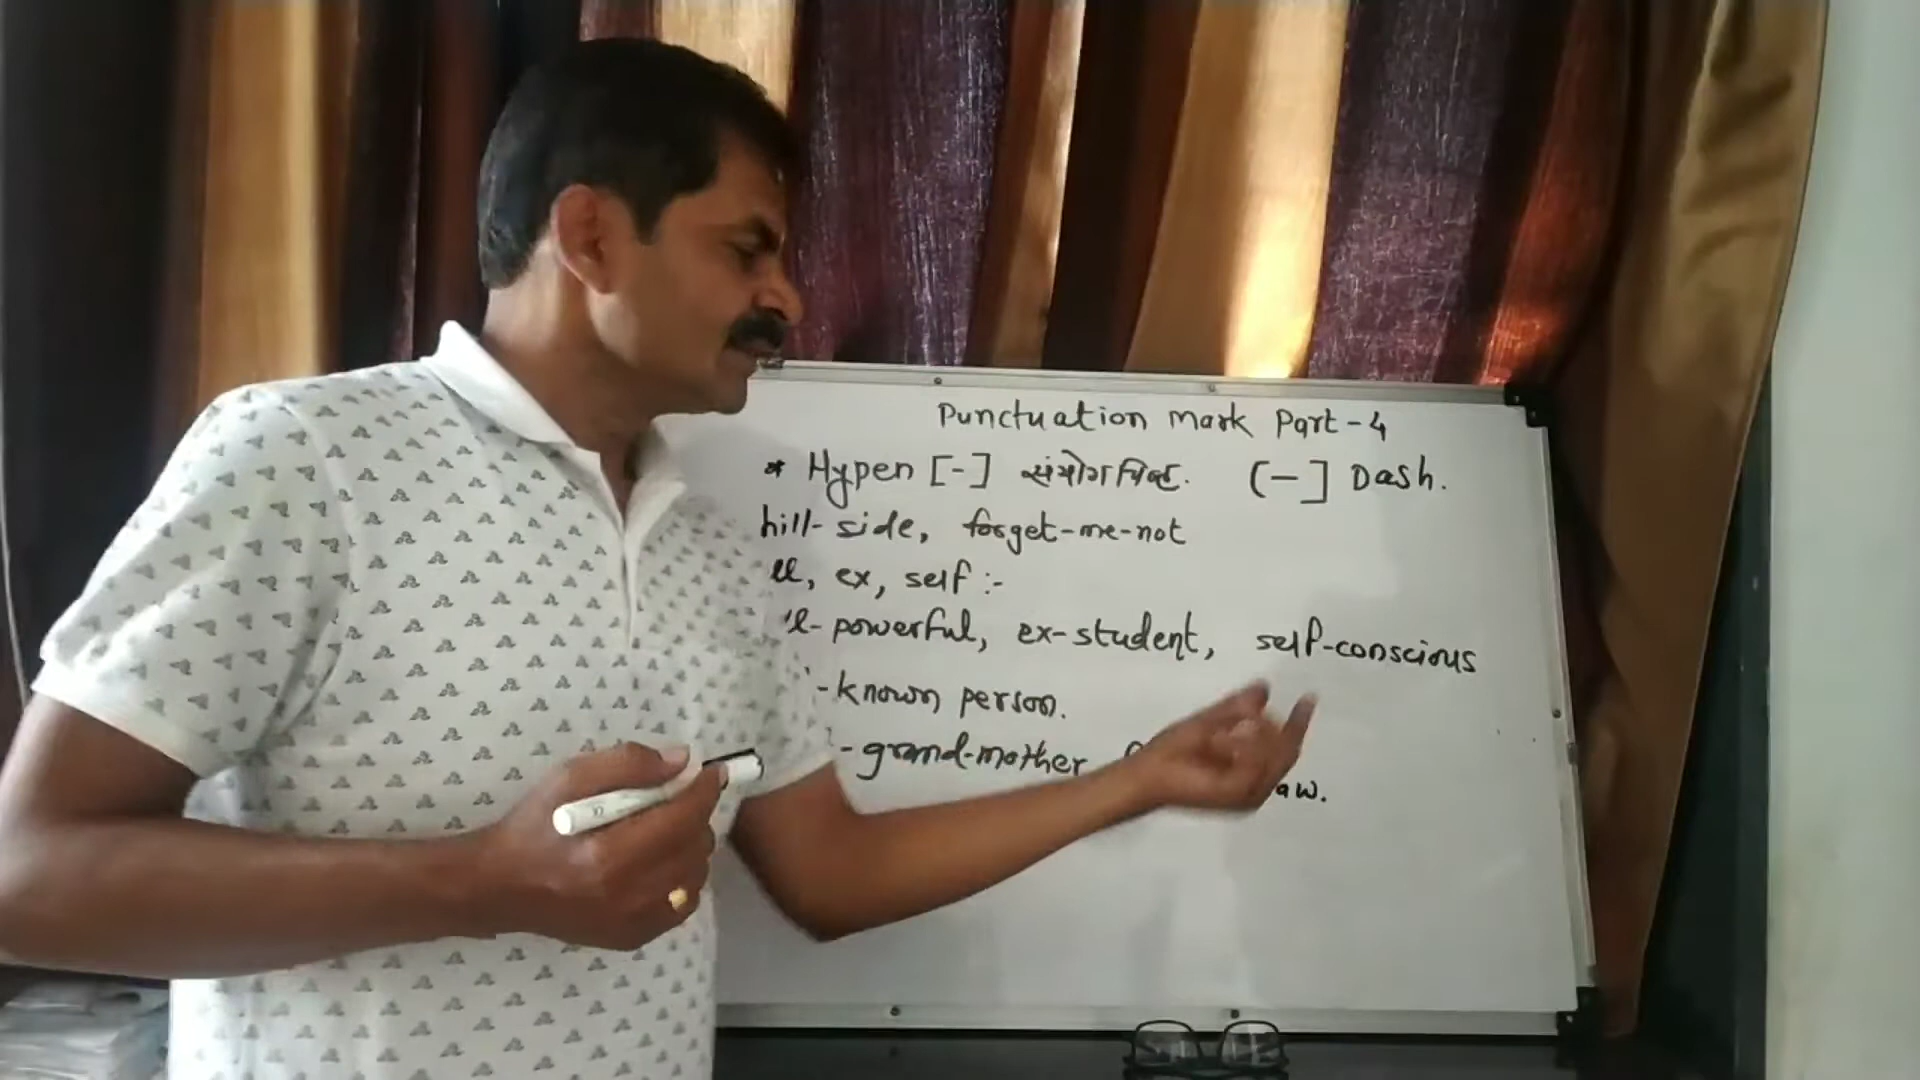 Punctuation Mark Part-4
* Hypen [-] संयोगचिन्ह. (-] Dash.
hill-side, forget-me-not
ex, self :-
powerful, ex-student, self-conscious
-known person.
-grand-mother
aw.